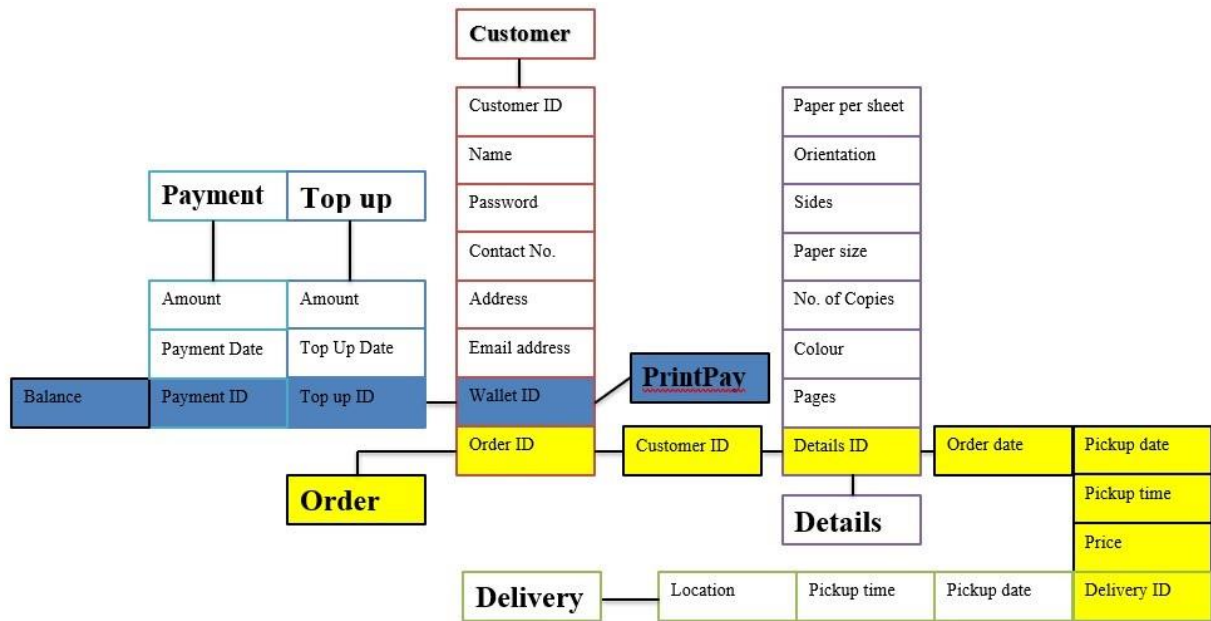 Customer
Customer ID
Paper per sheet
Name
Orientation
Payment
Top up
Password
Sides
Contact No.
Paper size
Amount
Amount
Address
No. of Copies
Payment Date
Top Up Date
Email address
Colour
PrintPay
Balance
Payment ID
Top up ID
Wallet ID
Pages
Order ID
Customer ID
Details ID
Order date
Pickup date
Order
Details
Pickup time
Price
Delivery
Location
Pickup time
Pickup date
Delivery ID